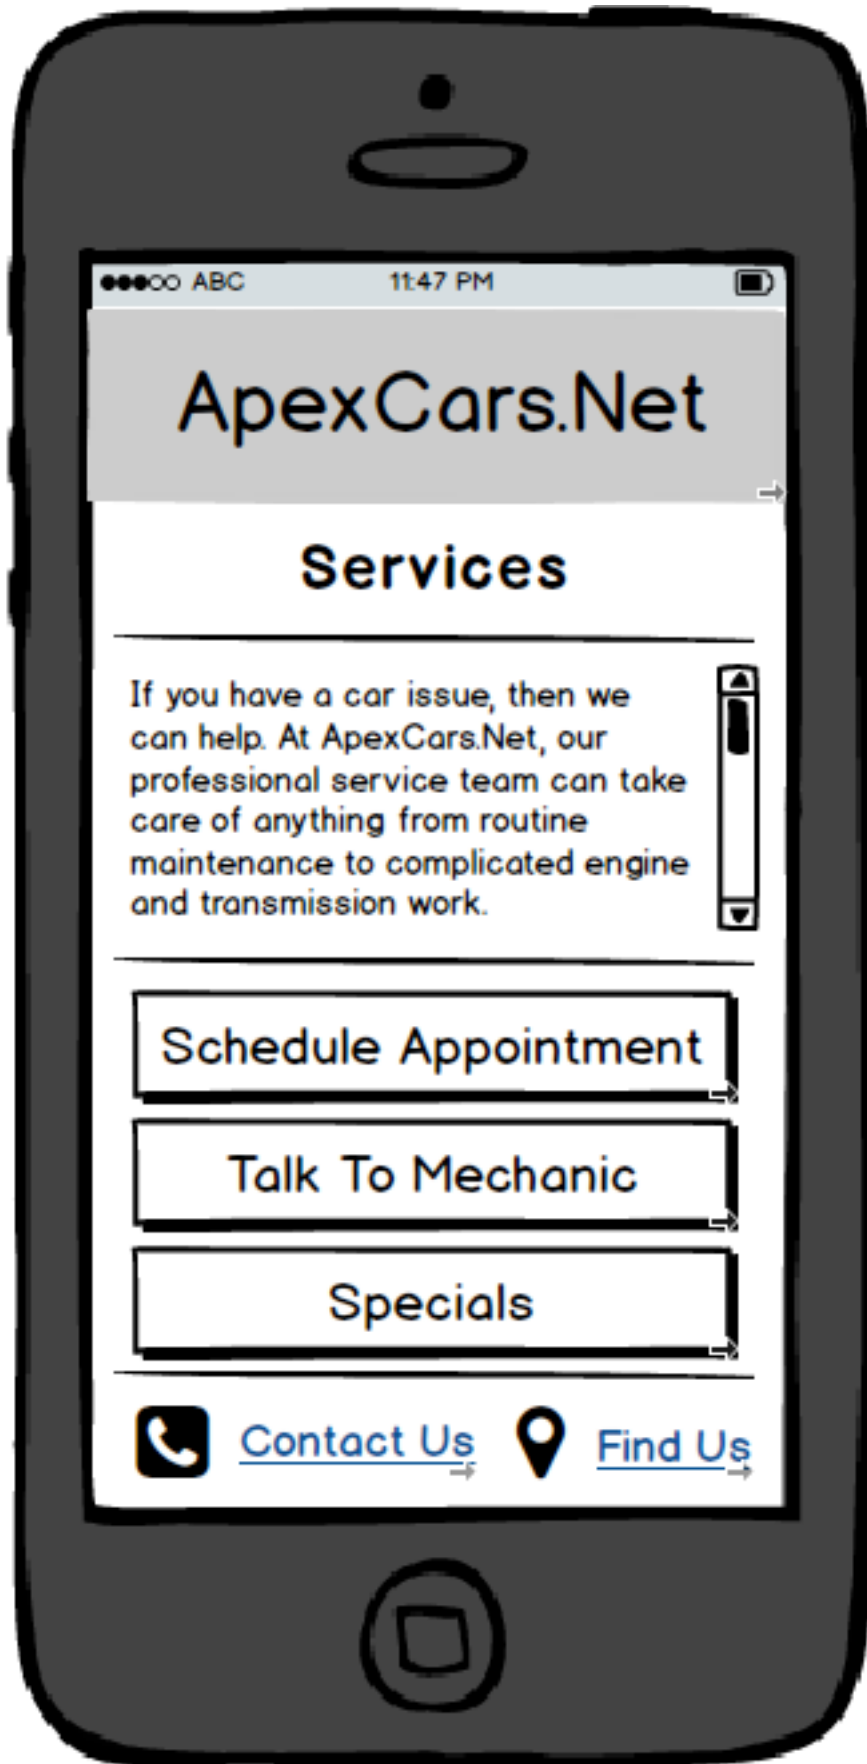 ABC 11:47 PM
ApexCars.Net
Services
If you have a car issue, then we
can help. At ApexCars.Net, our
professional service team can take
care of anything from routine
maintenance to complicated engine
and transmission work.
Schedule Appointment
Talk To Mechanic
Specials
Contact Us Find Us